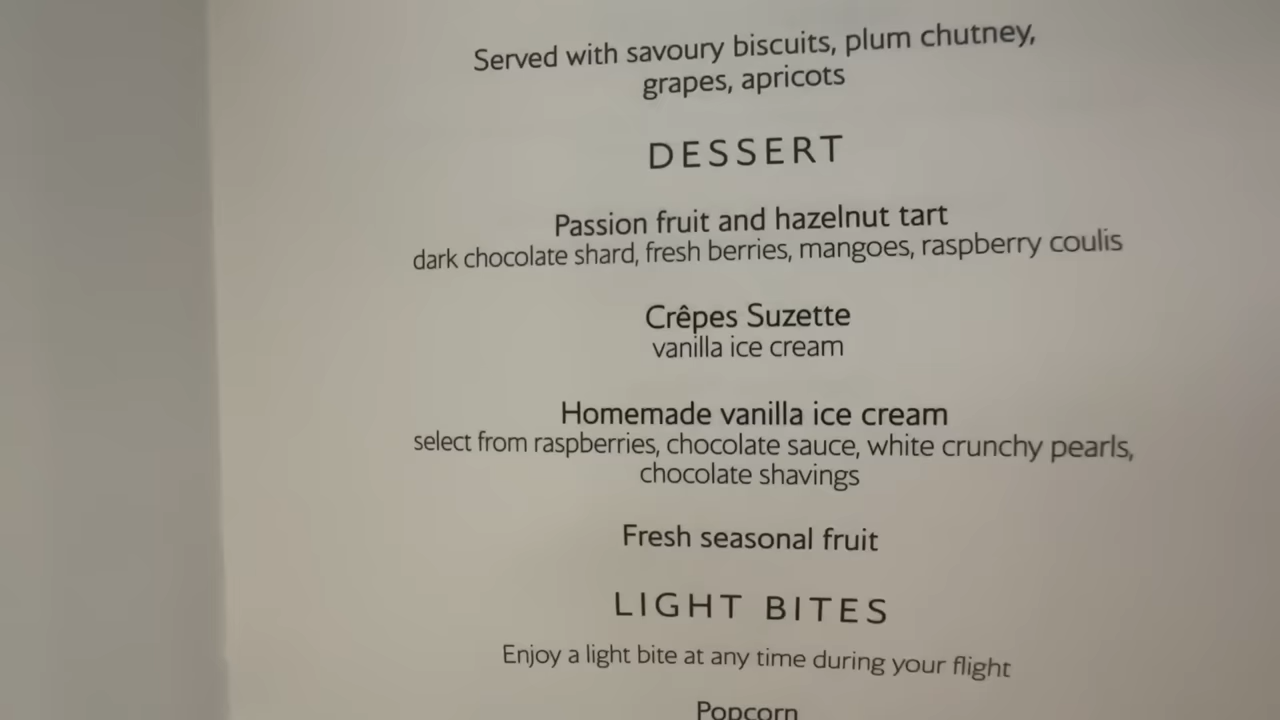 Served with savoury biscuits, plum chutney,
grapes, apricots
DESSERT
Passion fruit and hazelnut tart
dark chocolate shard, fresh berries, mangoes, raspberry coulis
Crêpes Suzette
vanilla ice cream
Homemade vanilla ice cream
select from raspberries, chocolate sauce, white crunchy pearls,
chocolate shavings
Fresh seasonal fruit
LIGHT BITES
Enjoy a light bite at any time during your flight
Popcorn